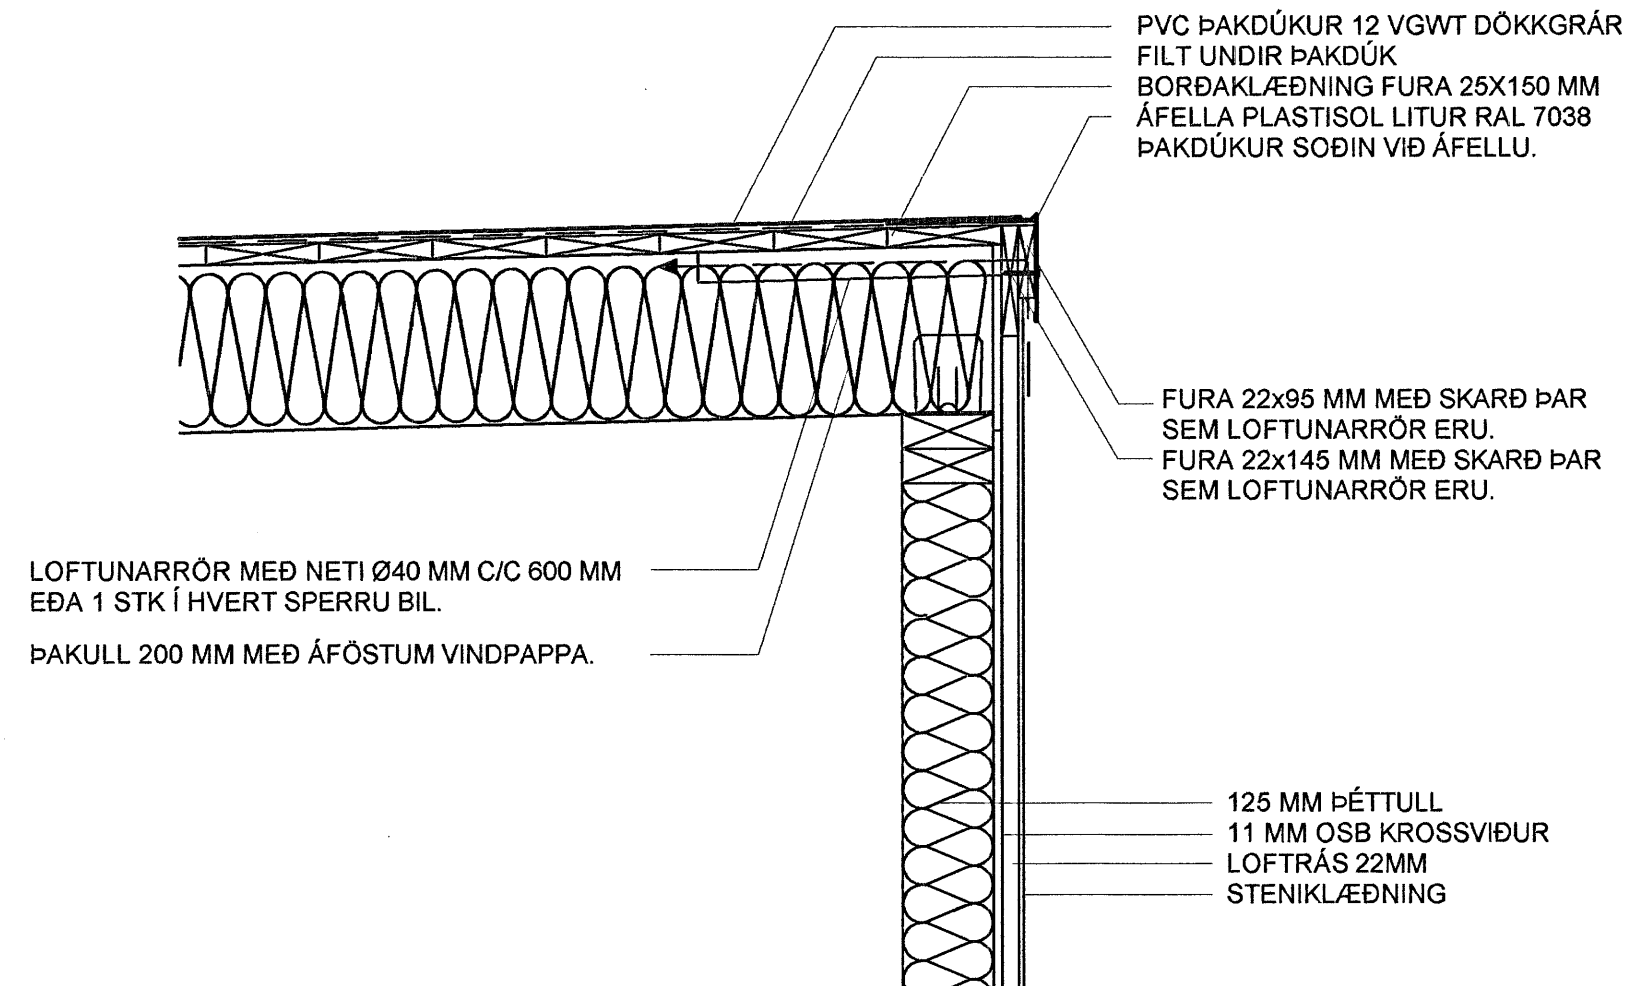 PVC ÞAKDÚKUR 12 VGWT DÖKKGRÁR
FILT UNDIR ÞAKDÚK
BORÐAKLÆÐNING FURA 25X150 MM
ÁFELLA PLASTISOL LITUR RAL 7038
ÞAKDÚKUR SOÐIN VIÐ ÁFELLU.
FURA 22x95 MM MEÐ SKARÐ ÞAR
SEM LOFTUNARRÖR ERU.
FURA 22x145 MM MEÐ SKARÐ ÞAR
SEM LOFTUNARRÖR ERU.
LOFTUNARRÖR MEÐ NETI Ø40 MM C/C 600 MM
EÐA 1 STK Í HVERT SPERRU BIL.
ÞAKULL 200 MM MEÐ ÁFÖSTUM VINDPAPPA.
125 MM ÞÉTTULL
11 MM OSB KROSSVIÐUR
LOFTRÁS 22MM
STENIKLÆÐNING